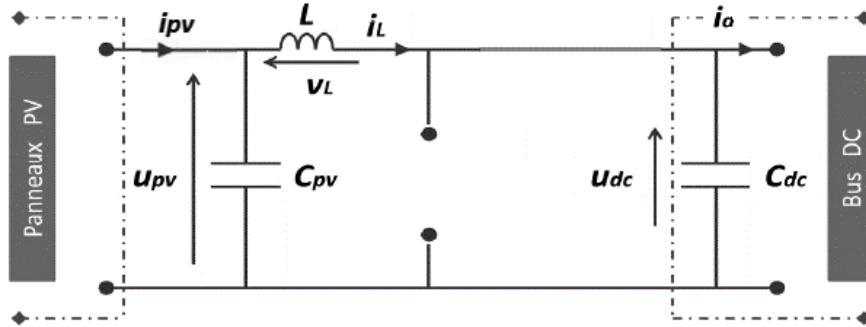 ipv
L
iL
io
vL
Panneaux PV
upv
Cpv
udc
Cdc
Bus DC